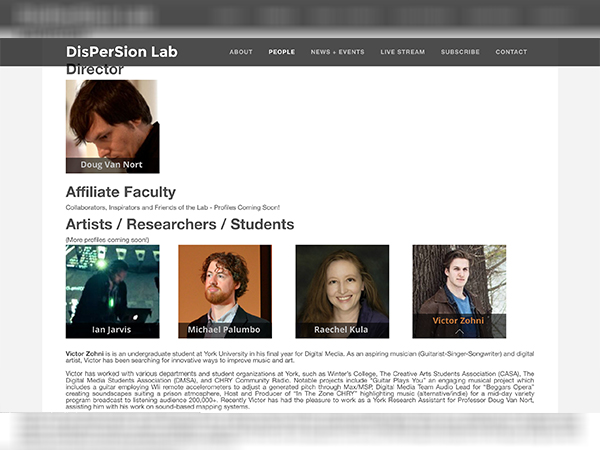 DisPerSion Lab
ABOUT PEOPLE NEWS + EVENTS LIVE STREAM SUBSCRIBE CONTACT
Director
Doug Van Nort
Affiliate Faculty
Collaborators, Inspirators and Friends of the Lab - Profiles Coming Soon!
Artists / Researchers / Students
(More profiles coming soon!)
Ian Jarvis Michael Palumbo Raechel Kula Victor Zohni
Victor Zohni is is an undergraduate student at York University in his final year for Digital Media. As an aspiring musician (Guitarist-Singer-Songwriter) and digital
artist, Victor has been searching for innovative ways to improve music and art.
Victor has worked with various departments and student organizations at York, such as Winter's College, The Creative Arts Students Association (CASA), The
Digital Media Students Association (DMSA), and CHRY Community Radio. Notable projects include "Guitar Plays You" an engaging musical project which
includes a guitar employing Wii remote accelerometers to adjust a generated pitch through Max/MSP, Digital Media Team Audio Lead for "Beggars Opera"
creating soundscapes suiting a prison atmosphere, Host and Producer of "In The Zone CHRY" highlighting music (alternative/indie) for a mid-day variety
program broadcast to listening audience 200,000+. Recently Victor has had the pleasure to work as a York Research Assistant for Professor Doug Van Nort,
assisting him with his work on sound-based mapping systems.